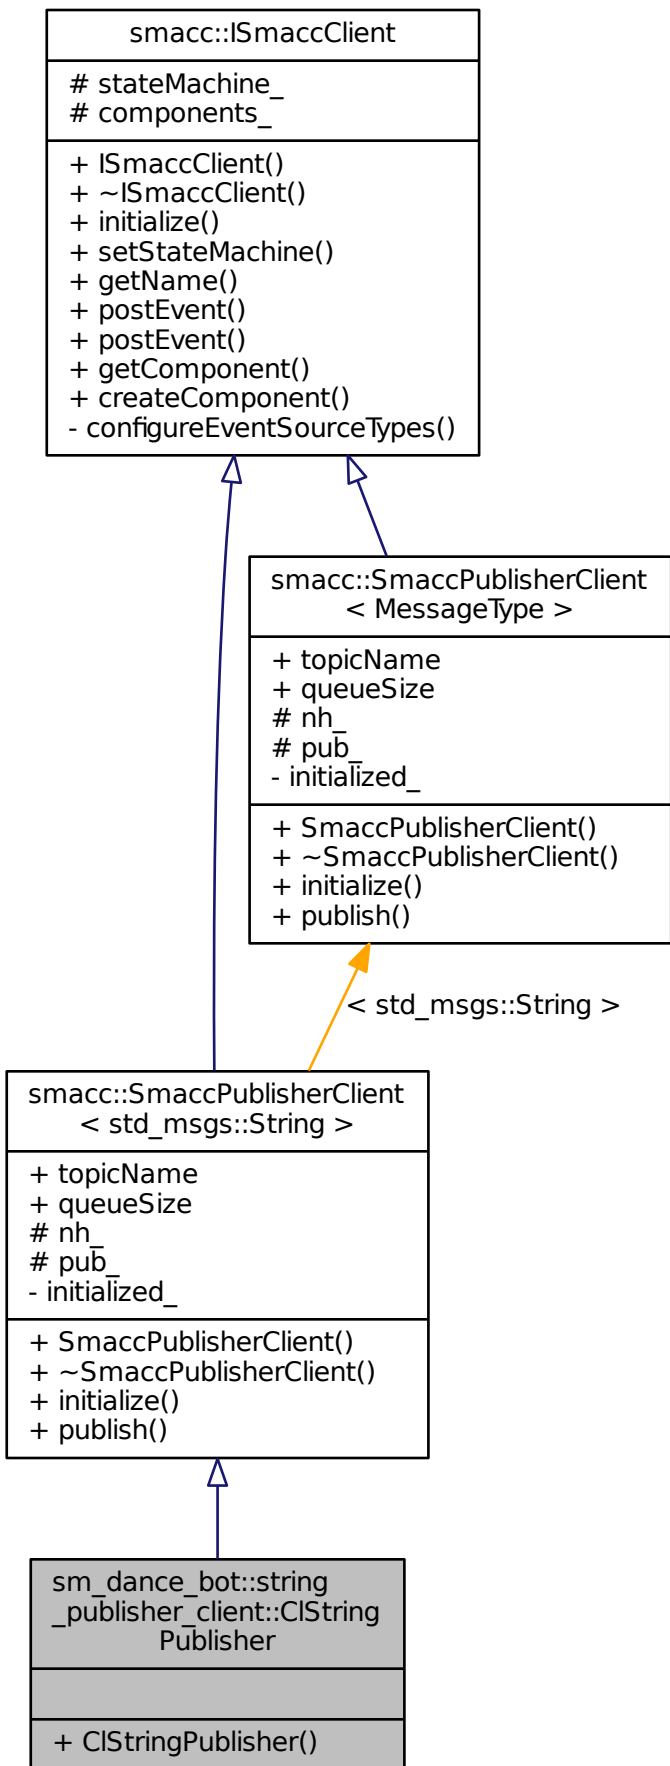 smacc::ISmaccClient
# stateMachine_
# components_
+ ISmaccClient()
+ ~ISmaccClient()
+ initialize()
+ setStateMachine()
+ getName()
+ postEvent()
+ postEvent()
+ getComponent()
+ createComponent()
- configureEventSourceTypes()
smacc::SmaccPublisherClient
< MessageType >
+ topicName
+ queueSize
# nh_
# pub_
- initialized_
+ SmaccPublisherClient()
+ ~SmaccPublisherClient()
+ initialize()
+ publish()
< std_msgs::String >
smacc::SmaccPublisherClient
< std_msgs::String >
+ topicName
+ queueSize
# nh_
# pub_
- initialized_
+ SmaccPublisherClient()
+ ~SmaccPublisherClient()
+ initialize()
+ publish()
sm_dance_bot::string
_publisher_client::ClString
Publisher
+ ClStringPublisher()